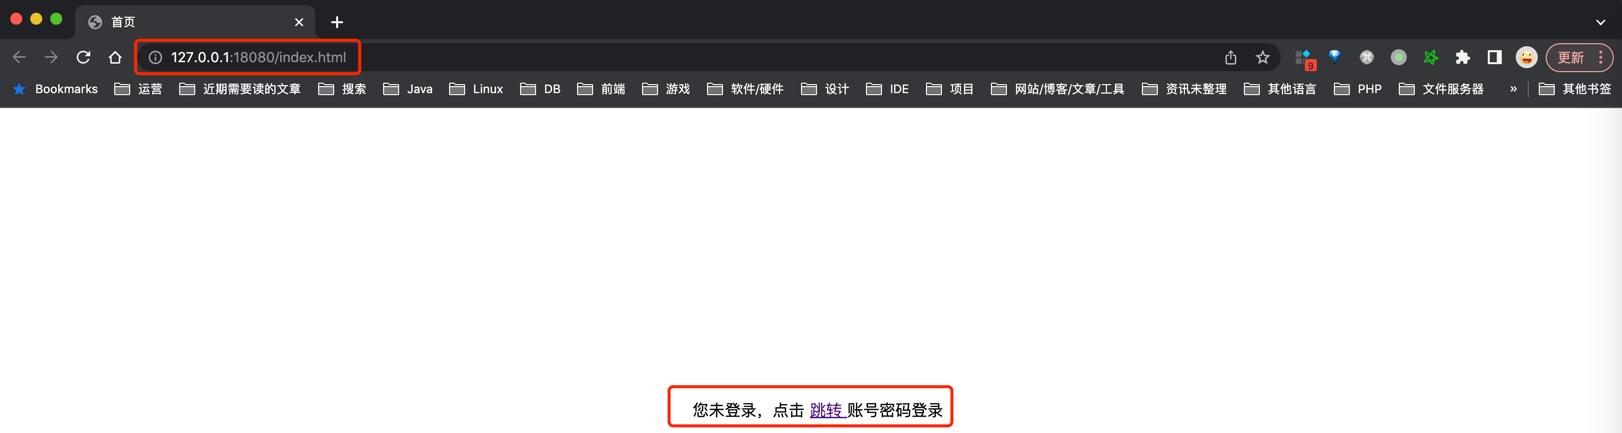 首页
127.0.0.1:18080/index.html
9
更新
Bookmarks 运营 近期需要读的文章 搜索 Java Linux DB 前端 游戏 软件/硬件 设计 IDE 项目 网站/博客/文章/工具 资讯未整理 其他语言 PHP 文件服务器 » 其他书签
您未登录，点击 跳转 账号密码登录